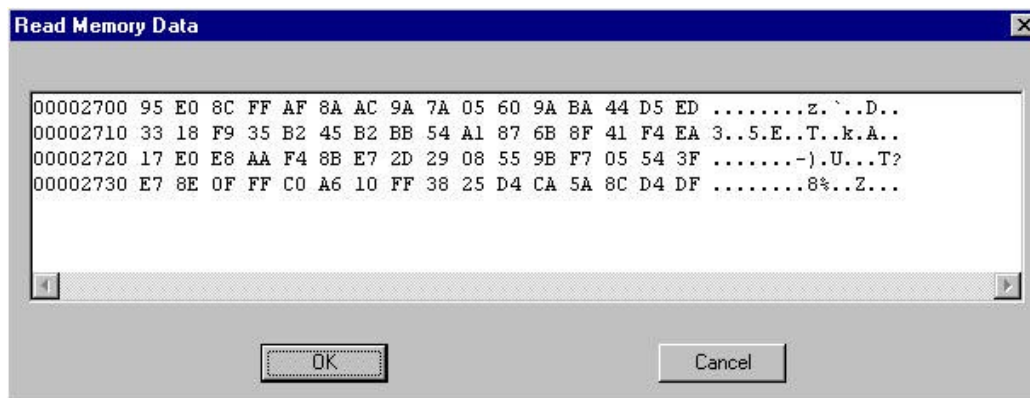 Read Memory Data
00002700 95 E0 8C FF AF 8A AC 9A 7A 05 60 9A BA 44 D5 ED ........z.`..D..
00002710 33 18 F9 35 B2 45 B2 BB 54 A1 87 6B 8F 41 F4 EA 3..5.E..T..k.A..
00002720 17 E0 E8 AA F4 8B E7 2D 29 08 55 9B F7 05 54 3F .......-).U...T?
00002730 E7 8E 0F FF C0 A6 10 FF 38 25 D4 CA 5A 8C D4 DF ........8%..Z...
OK Cancel